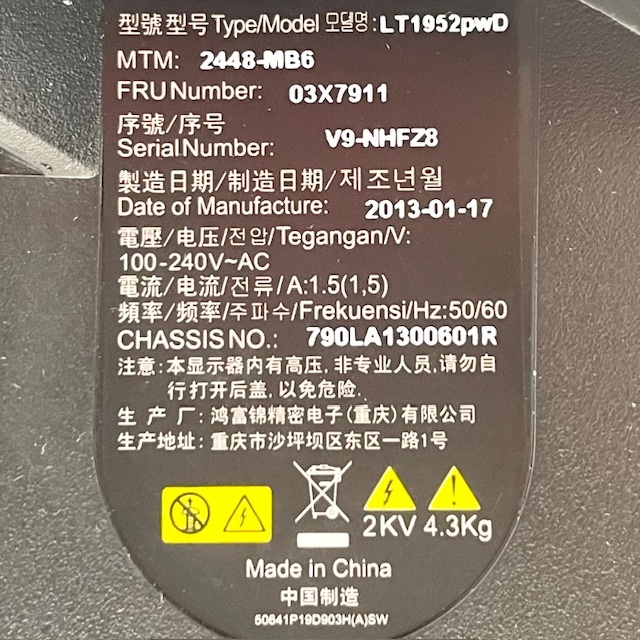 型號型号Type/Model 모델명:LT1952pwD
MTM: 2448-MB6
FRU Number: 03X7911
序號/序号
Serial Number: V9-NHFZ8
製造日期/制造日期/제조년월
Date of Manufacture: 2013-01-17
電壓/电压/전압/Tegangan/V:
100-240V~AC
電流/电流/전류/A:1.5(1,5)
頻率/频率/주파수/Frekuensi/Hz:50/60
CHASSIS NO.: 790LA1300601R
注意:本显示器内有高压,非专业人员,请勿自
行打开后盖,以免危险.
生 产 厂:鸿富锦精密电子(重庆)有限公司
生产地址:重庆市沙坪坝区东区一路1号
2KV 4.3Kg
Made in China
中国制造
50641P19D903H(A)SW